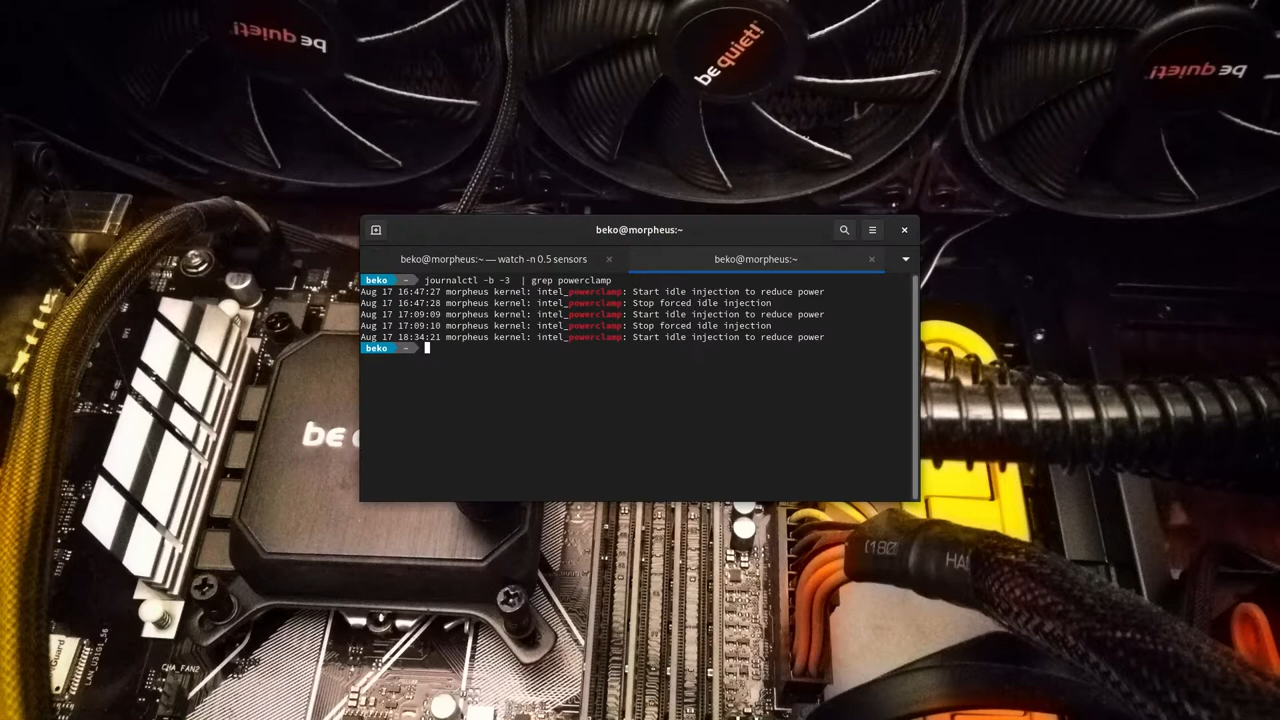 be quiet!
be quiet!
be quiet!
beko@morpheus:~
beko@morpheus:~ — watch -n 0.5 sensors
beko@morpheus:~
beko ~ journalctl -b -3  | grep powerclamp
Aug 17 16:47:27 morpheus kernel: intel_powerclamp: Start idle injection to reduce power
Aug 17 16:47:28 morpheus kernel: intel_powerclamp: Stop forced idle injection
Aug 17 17:09:09 morpheus kernel: intel_powerclamp: Start idle injection to reduce power
Aug 17 17:09:10 morpheus kernel: intel_powerclamp: Stop forced idle injection
Aug 17 18:34:21 morpheus kernel: intel_powerclamp: Start idle injection to reduce power
beko ~
be
(180
HA
Guard
LAN_U31G1_56
CHA_FAN2